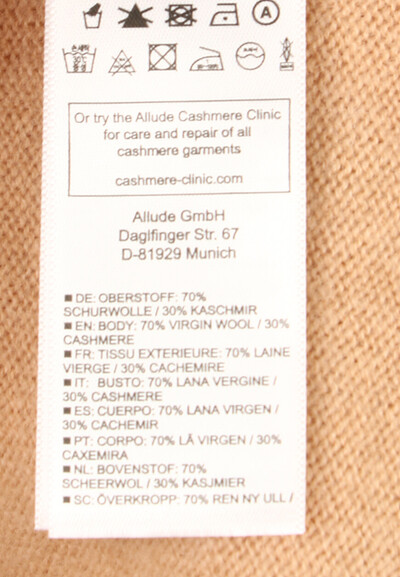 A
Or try the Allude Cashmere Clinic
for care and repair of all
cashmere garments
cashmere-clinic.com
Allude GmbH
Daglfinger Str. 67
D-81929 Munich
■ DE: OBERSTOFF: 70%
SCHURWOLLE / 30% KASCHMIR
■ EN: BODY: 70% VIRGIN WOOL / 30%
CASHMERE
■ FR: TISSU EXTERIEURE: 70% LAINE
VIERGE / 30% CACHEMIRE
■ IT: BUSTO: 70% LANA VERGINE /
30% CASHMERE
■ ES: CUERPO: 70% LANA VIRGEN /
30% CACHEMIR
■ PT: CORPO: 70% LÃ VIRGEN / 30%
CAXEMIRA
■ NL: BOVENSTOF: 70%
SCHEERWOL / 30% KASJMIER
■ SC: ÖVERKROPP: 70% REN NY ULL /